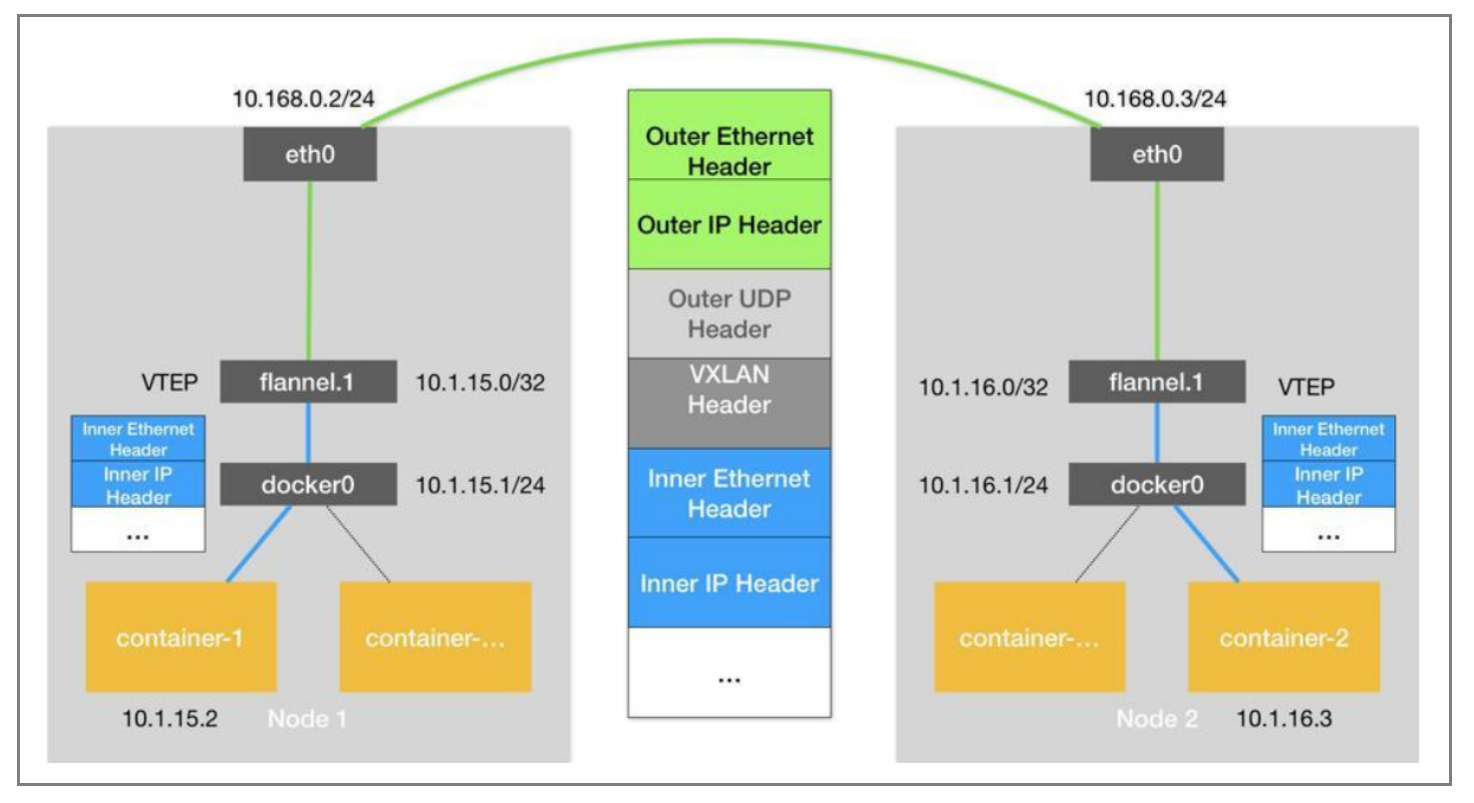 10.168.0.2/24
10.168.0.3/24
eth0
eth0
Outer Ethernet
Header
Outer IP Header
Outer UDP
Header
VXLAN
Header
Inner Ethernet
Header
Inner IP Header
...
VTEP
flannel.1
10.1.15.0/32
Inner Ethernet
Header
Inner IP
Header
...
docker0
10.1.15.1/24
container-1
container-...
10.1.15.2
Node 1
10.1.16.0/32
flannel.1
VTEP
10.1.16.1/24
docker0
Inner Ethernet
Header
Inner IP
Header
...
container-...
container-2
Node 2
10.1.16.3